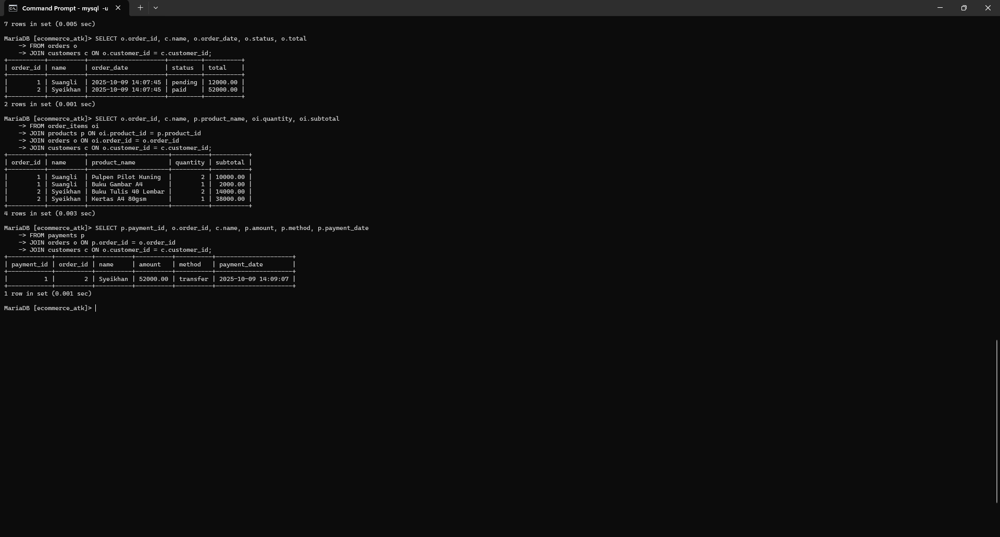 Command Prompt - mysql  -u
7 rows in set (0.005 sec)
MariaDB [ecommerce_atk]> SELECT o.order_id, c.name, o.order_date, o.status, o.total
    -> FROM orders o
    -> JOIN customers c ON o.customer_id = c.customer_id;
+----------+----------+---------------------+---------+----------+
| order_id | name     | order_date          | status  | total    |
+----------+----------+---------------------+---------+----------+
|        1 | Suangli  | 2025-10-09 14:07:45 | pending | 12000.00 |
|        2 | Syeikhan | 2025-10-09 14:07:45 | paid    | 52000.00 |
+----------+----------+---------------------+---------+----------+
2 rows in set (0.001 sec)
MariaDB [ecommerce_atk]> SELECT o.order_id, c.name, p.product_name, oi.quantity, oi.subtotal
    -> FROM order_items oi
    -> JOIN products p ON oi.product_id = p.product_id
    -> JOIN orders o ON oi.order_id = o.order_id
    -> JOIN customers c ON o.customer_id = c.customer_id;
+----------+----------+----------------------+----------+----------+
| order_id | name     | product_name         | quantity | subtotal |
+----------+----------+----------------------+----------+----------+
|        1 | Suangli  | Pulpen Pilot Kuning  |        2 | 10000.00 |
|        1 | Suangli  | Buku Gambar A4       |        1 |  2000.00 |
|        2 | Syeikhan | Buku Tulis 40 Lembar |        2 | 14000.00 |
|        2 | Syeikhan | Kertas A4 80gsm      |        1 | 38000.00 |
+----------+----------+----------------------+----------+----------+
4 rows in set (0.003 sec)
MariaDB [ecommerce_atk]> SELECT p.payment_id, o.order_id, c.name, p.amount, p.method, p.payment_date
    -> FROM payments p
    -> JOIN orders o ON p.order_id = o.order_id
    -> JOIN customers c ON o.customer_id = c.customer_id;
+------------+----------+----------+----------+----------+---------------------+
| payment_id | order_id | name     | amount   | method   | payment_date        |
+------------+----------+----------+----------+----------+---------------------+
|          1 |        2 | Syeikhan | 52000.00 | transfer | 2025-10-09 14:09:07 |
+------------+----------+----------+----------+----------+---------------------+
1 row in set (0.001 sec)
MariaDB [ecommerce_atk]>